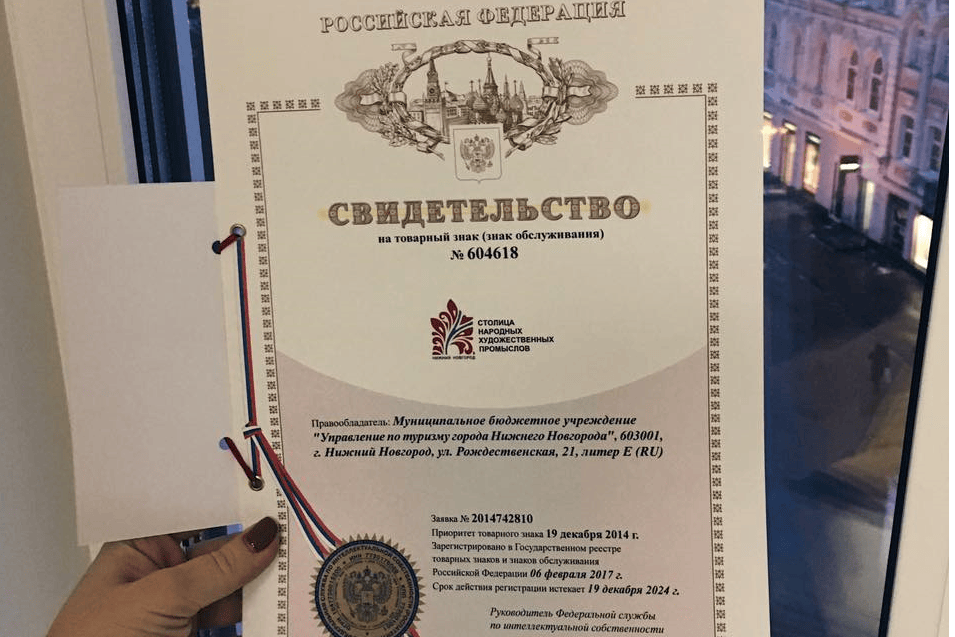 РОССИЙСКАЯ ФЕДЕРАЦИЯ
СВИДЕТЕЛЬСТВО
на товарный знак (знак обслуживания)
№ 604618
СТОЛИЦА
НАРОДНЫХ
ХУДОЖЕСТВЕННЫХ
ПРОМЫСЛОВ
НИЖНИЙ НОВГОРОД
Правообладатель: Муниципальное бюджетное учреждение
"Управление по туризму города Нижнего Новгорода", 603001,
г. Нижний Новгород, ул. Рождественская, 21, литер Е (RU)
Заявка № 2014742810
Приоритет товарного знака 19 декабря 2014 г.
Зарегистрировано в Государственном реестре
товарных знаков и знаков обслуживания
Российской Федерации 06 февраля 2017 г.
Срок действия регистрации истекает 19 декабря 2024 г.
Руководитель Федеральной службы
по интеллектуальной собственности